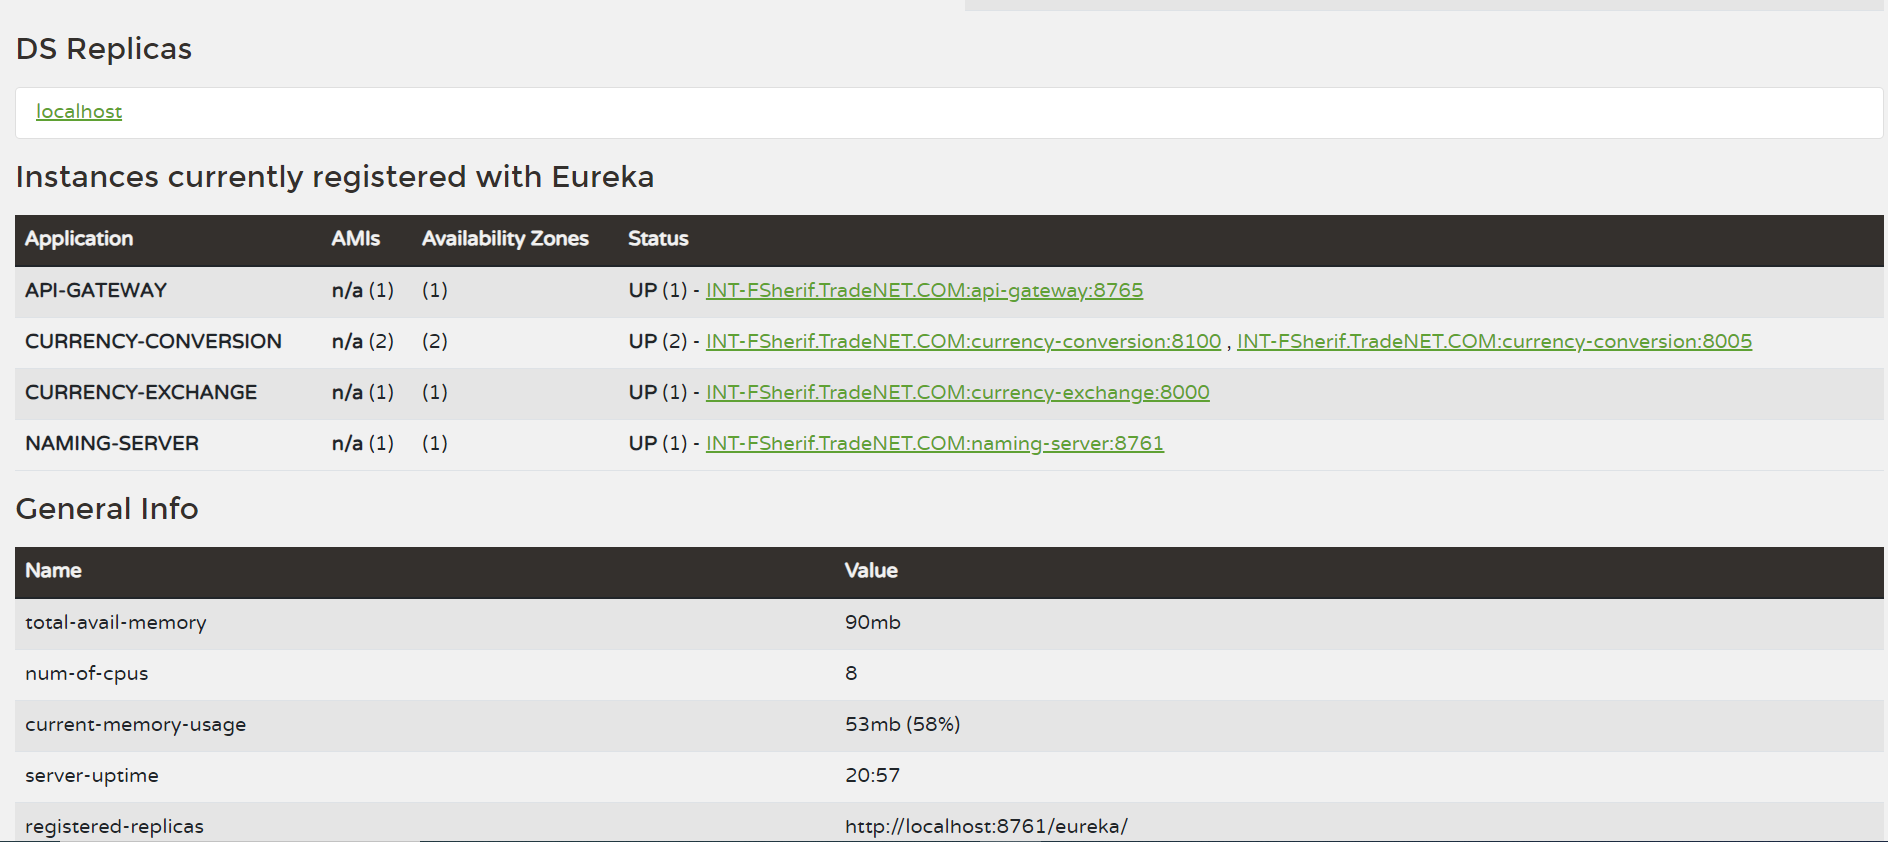 DS Replicas
localhost
Instances currently registered with Eureka
Application AMIs Availability Zones Status
API-GATEWAY n/a (1) (1) UP (1) - INT-FSherif.TradeNET.COM:api-gateway:8765
CURRENCY-CONVERSION n/a (2) (2) UP (2) - INT-FSherif.TradeNET.COM:currency-conversion:8100 , INT-FSherif.TradeNET.COM:currency-conversion:8005
CURRENCY-EXCHANGE n/a (1) (1) UP (1) - INT-FSherif.TradeNET.COM:currency-exchange:8000
NAMING-SERVER n/a (1) (1) UP (1) - INT-FSherif.TradeNET.COM:naming-server:8761
General Info
Name Value
total-avail-memory 90mb
num-of-cpus 8
current-memory-usage 53mb (58%)
server-uptime 20:57
registered-replicas http://localhost:8761/eureka/